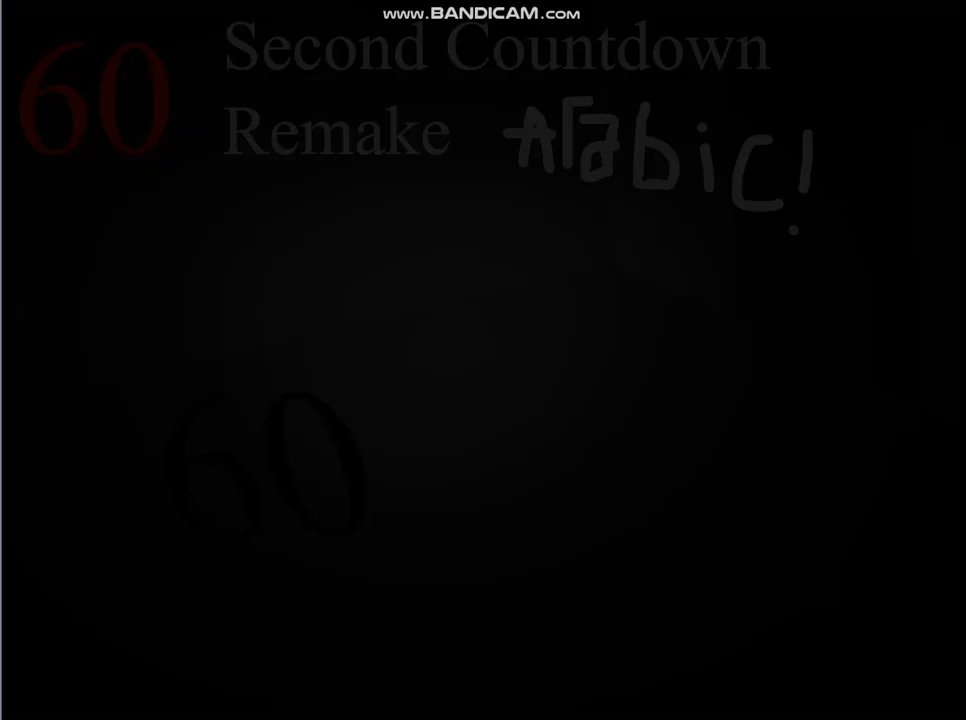 www.BANDICAM.com
60 Second Countdown
Remake Arabic!
60